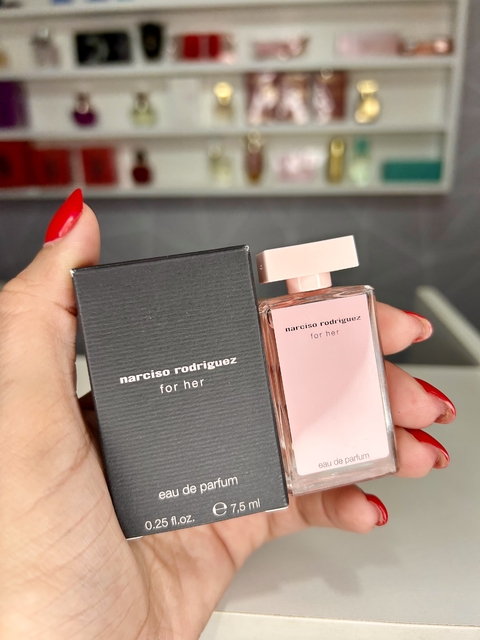 narciso rodriguez
for her
eau de parfum
0.25 fl.oz. ℮ 7,5 ml
narciso rodriguez
for her
eau de parfum